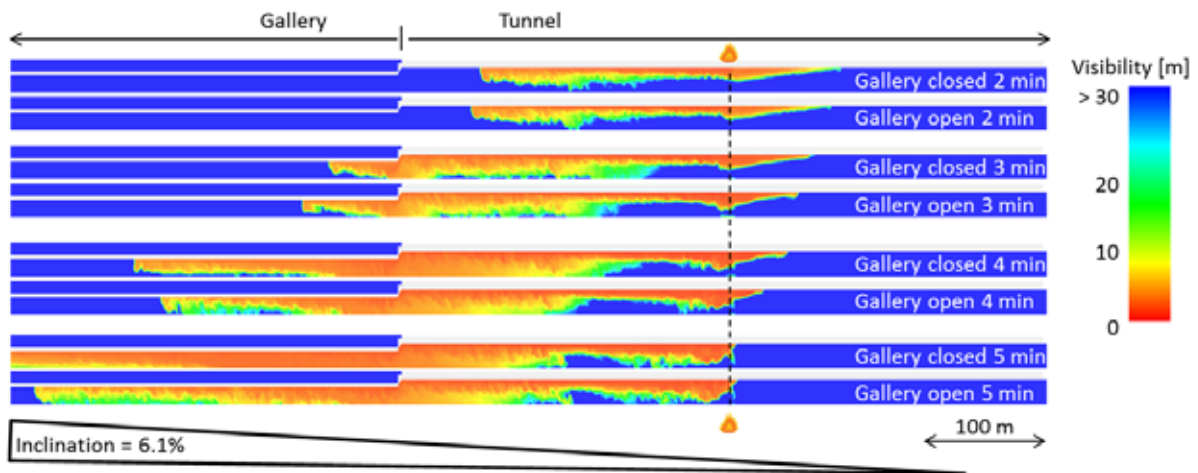 Gallery
Tunnel
Visibility [m]
> 30
20
10
0
Gallery closed 2 min
Gallery open 2 min
Gallery closed 3 min
Gallery open 3 min
Gallery closed 4 min
Gallery open 4 min
Gallery closed 5 min
Gallery open 5 min
100 m
Inclination = 6.1%